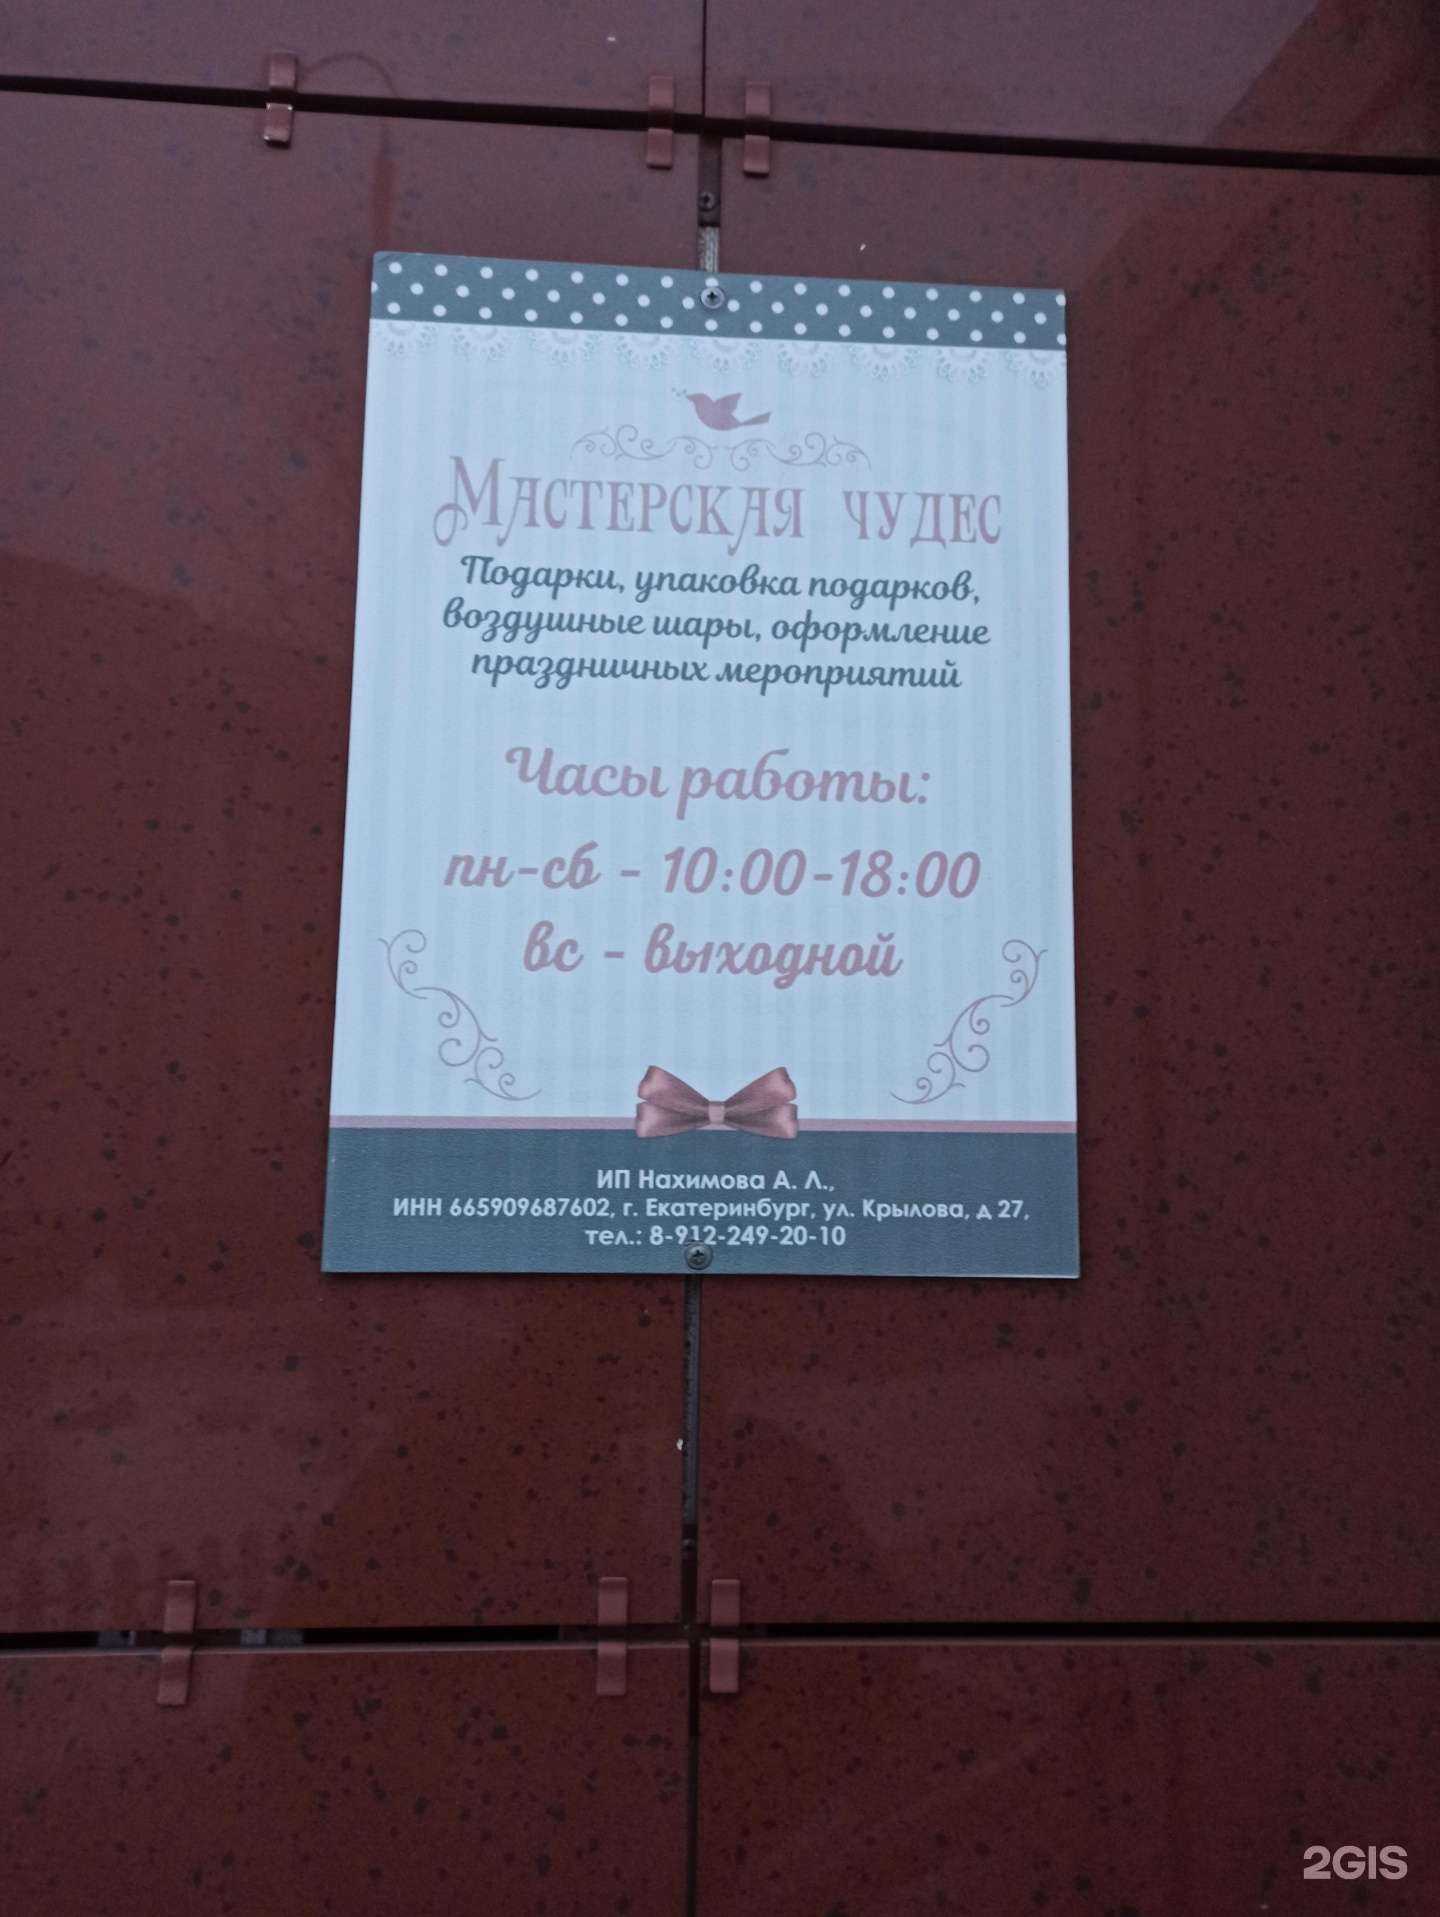 Мастерская чудес
Подарки, упаковка подарков,
воздушные шары, оформление
праздничных мероприятий
Часы работы:
пн-сб - 10:00-18:00
вс - выходной
ИП Нахимова А. Л.,
ИНН 665909687602, г. Екатеринбург, ул. Крылова, д 27,
тел.: 8-912-249-20-10
2GIS